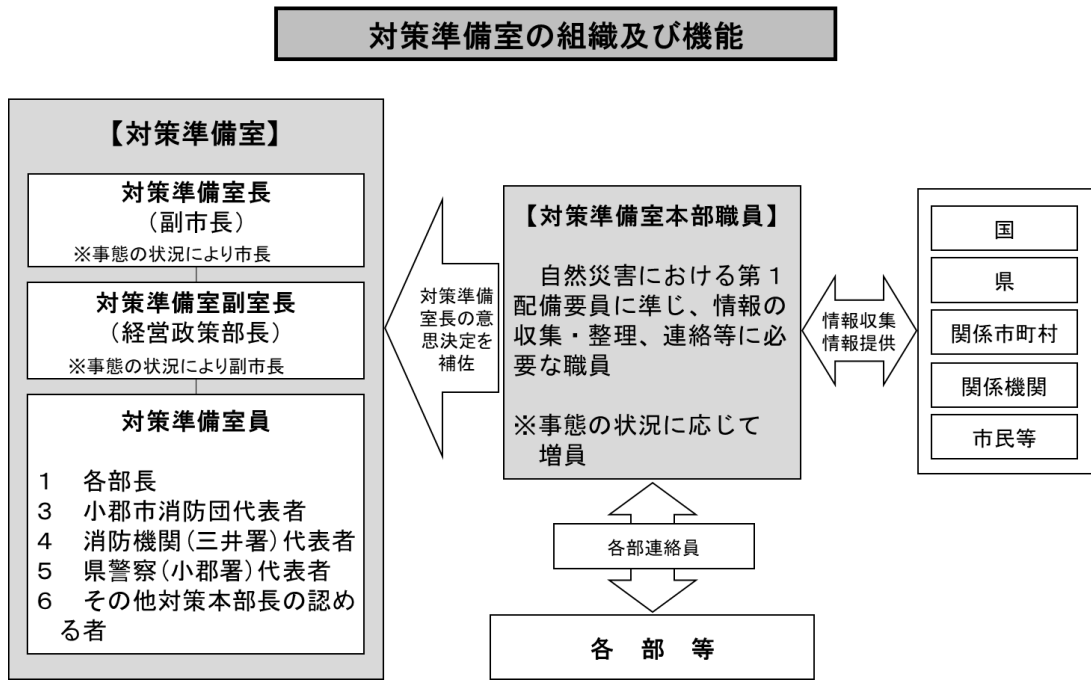 対策準備室の組織及び機能
【対策準備室】
対策準備室長
(副市長)
※事態の状況により市長
対策準備室副室長
(経営政策部長)
※事態の状況により副市長
対策準備室員
1 各部長
3 小郡市消防団代表者
4 消防機関(三井署)代表者
5 県警察(小郡署)代表者
6 その他対策本部長の認め
る者
対策準備
室長の意
思決定を
補佐
【対策準備室本部職員】
自然災害における第1
配備要員に準じ、情報の
収集・整理、連絡等に必
要な職員
※事態の状況に応じて
増員
情報収集
情報提供
国
県
関係市町村
関係機関
市民等
各部連絡員
各 部 等